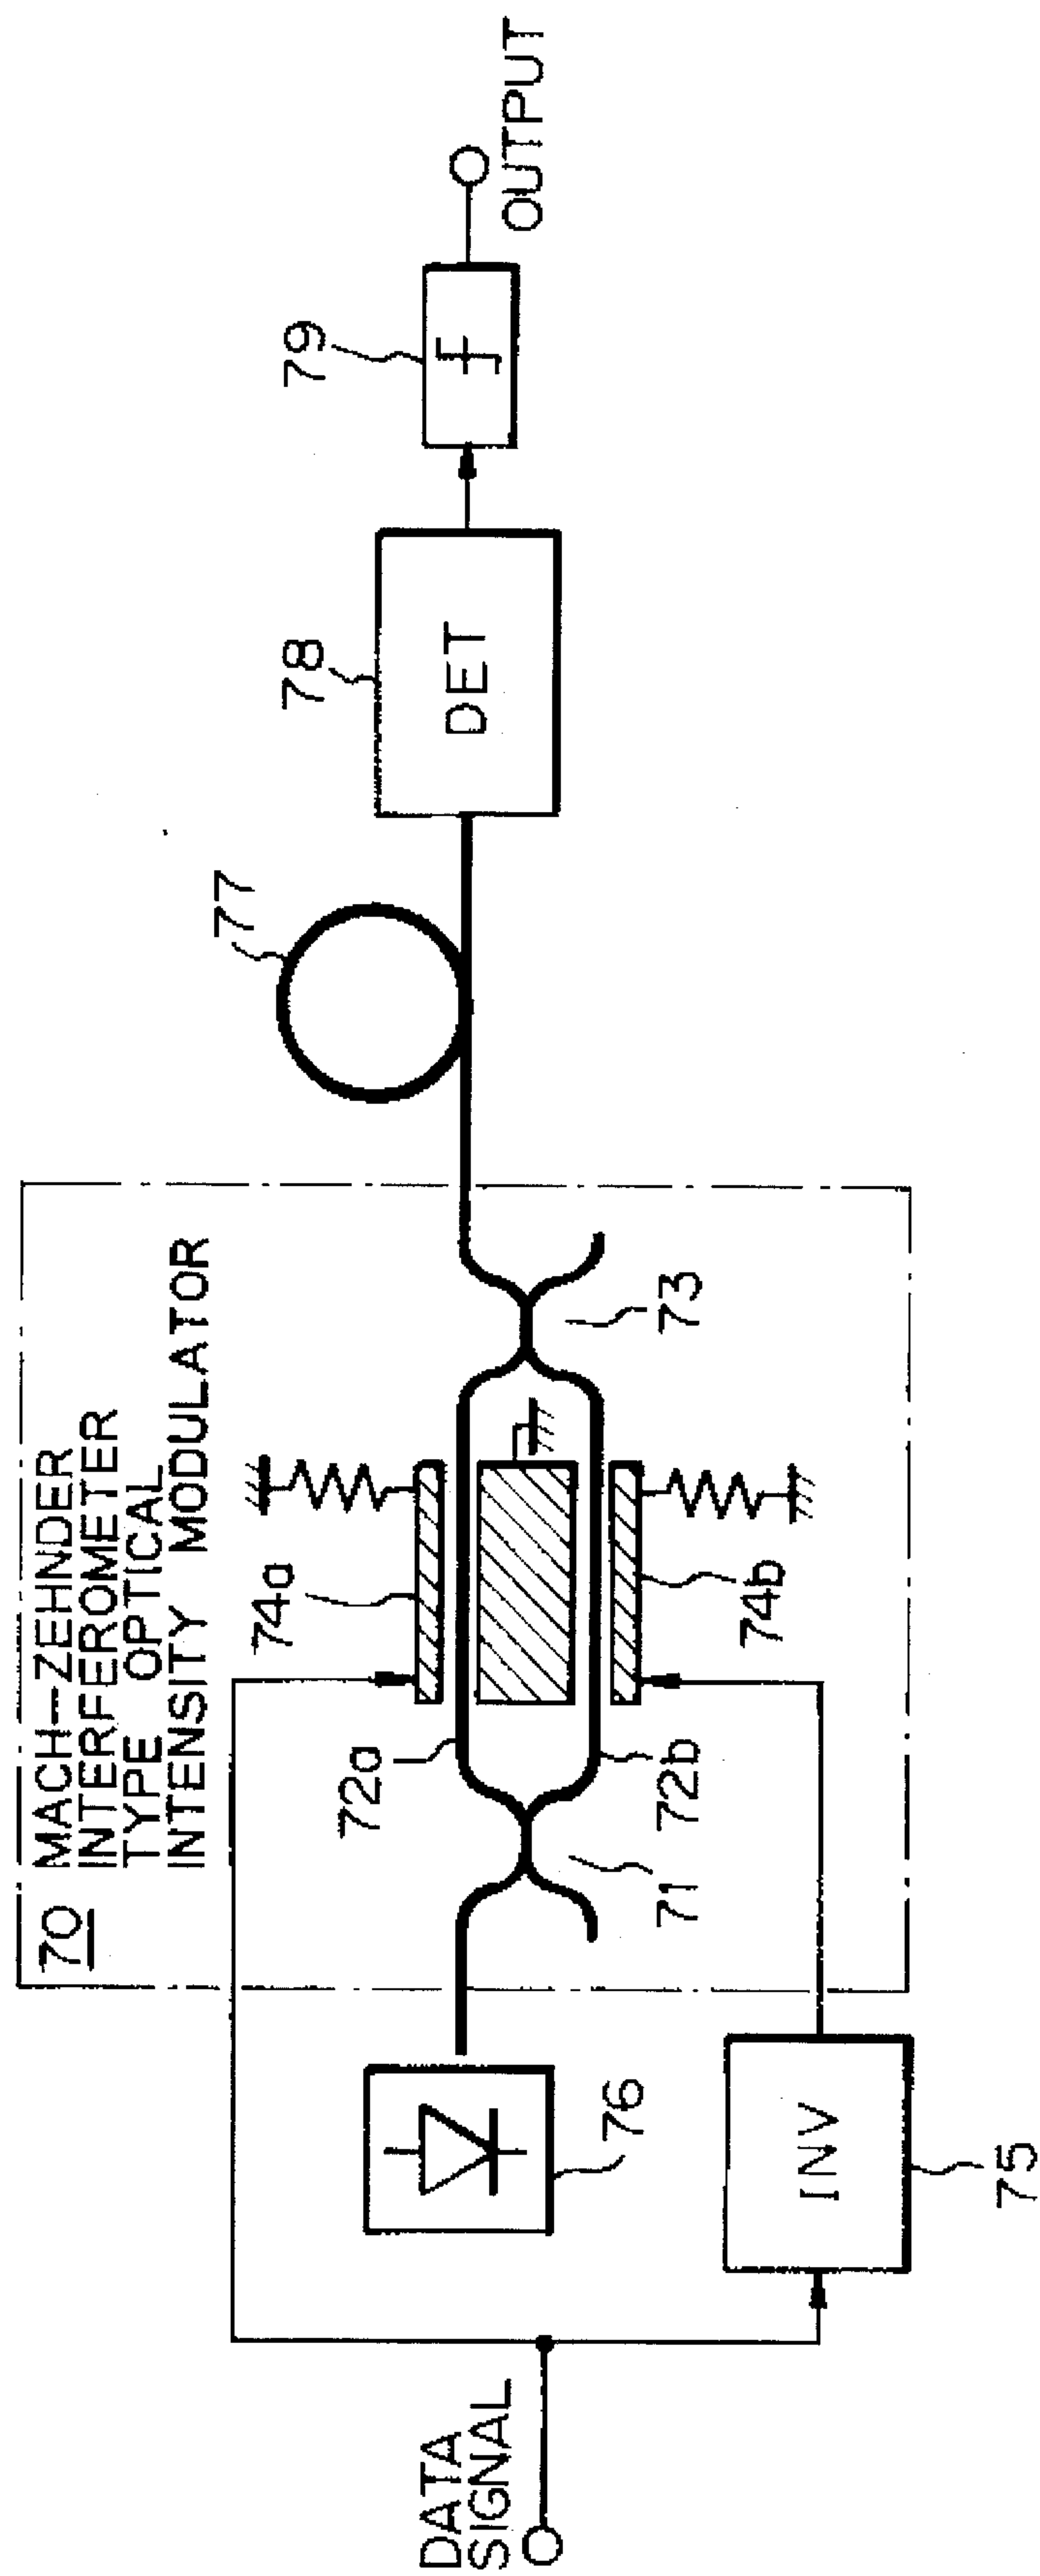 70
MACH-ZEHNDER
INTERFEROMETER
TYPE OPTICAL
INTENSITY MODULATOR
DATA
SIGNAL
INV
75
76
71
72a
72b
74a
74b
73
77
78
DET
79
OUTPUT